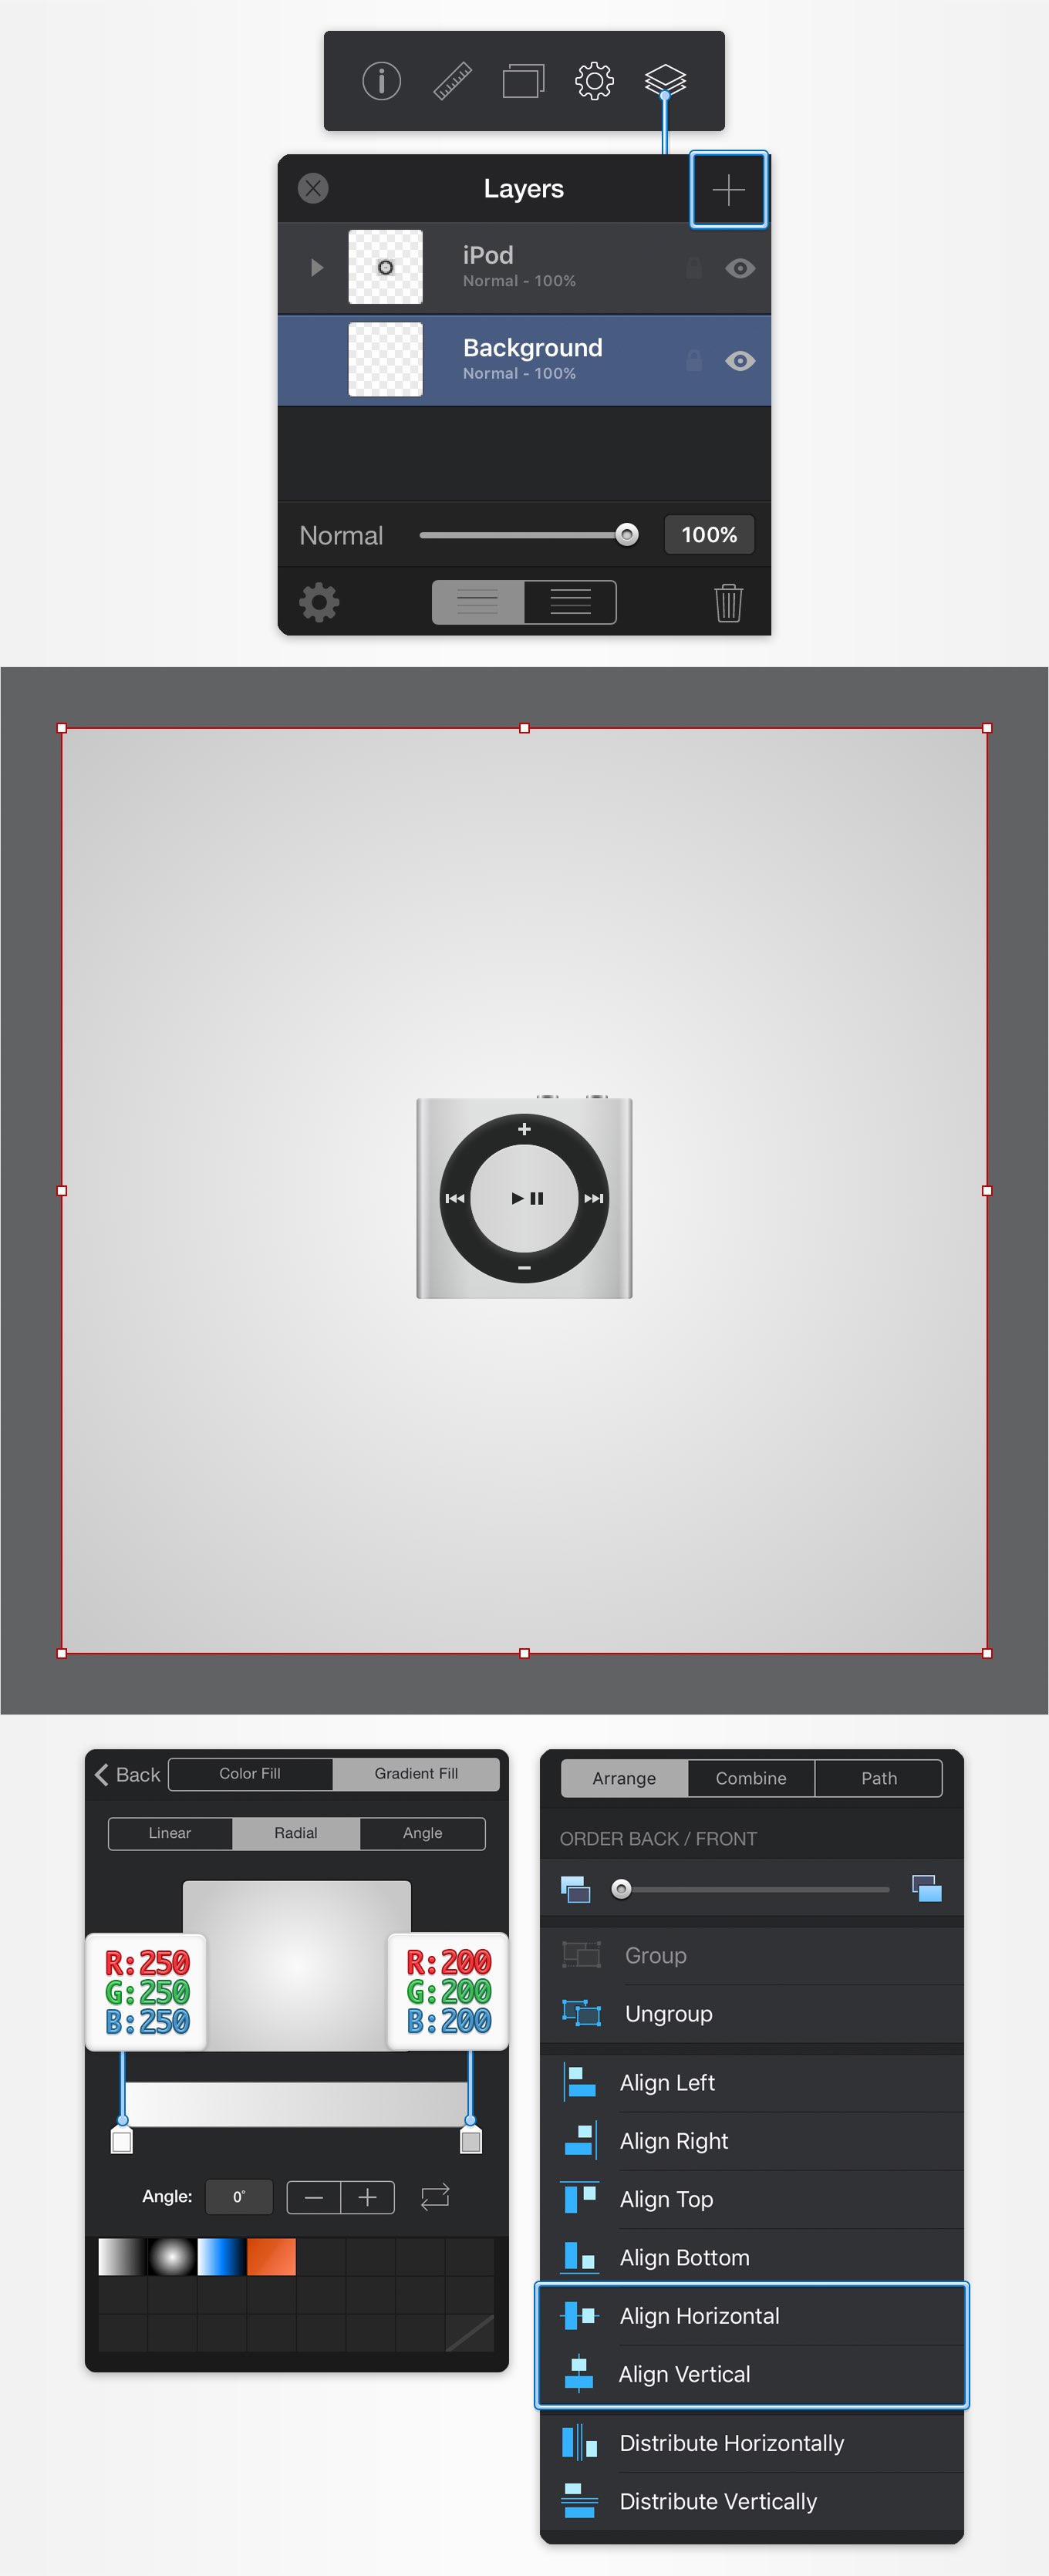 Layers
iPod
Normal - 100%
Background
Normal - 100%
Normal
100%
Back
Color Fill
Gradient Fill
Linear
Radial
Angle
R:250
G:250
B:250
R:200
G:200
B:200
Angle:
0°
Arrange
Combine
Path
ORDER BACK / FRONT
Group
Ungroup
Align Left
Align Right
Align Top
Align Bottom
Align Horizontal
Align Vertical
Distribute Horizontally
Distribute Vertically